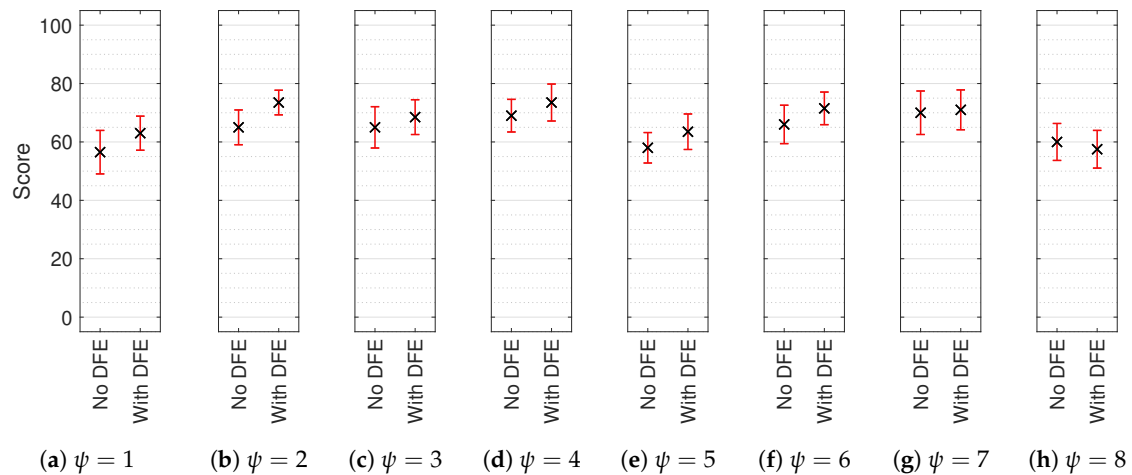 100
80
60
40
20
0
Score
No DFE
With DFE
No DFE
With DFE
No DFE
With DFE
No DFE
With DFE
No DFE
With DFE
No DFE
With DFE
No DFE
With DFE
No DFE
With DFE
(a) ψ = 1
(b) ψ = 2
(c) ψ = 3
(d) ψ = 4
(e) ψ = 5
(f) ψ = 6
(g) ψ = 7
(h) ψ = 8